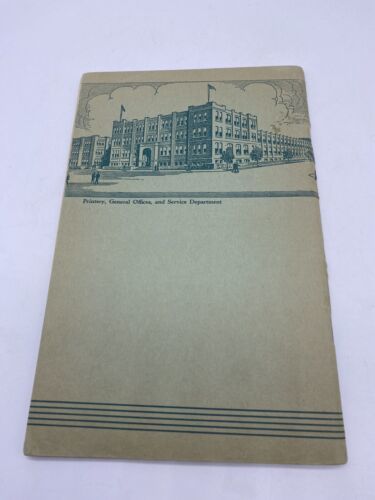 Printery, General Offices, and Service Department